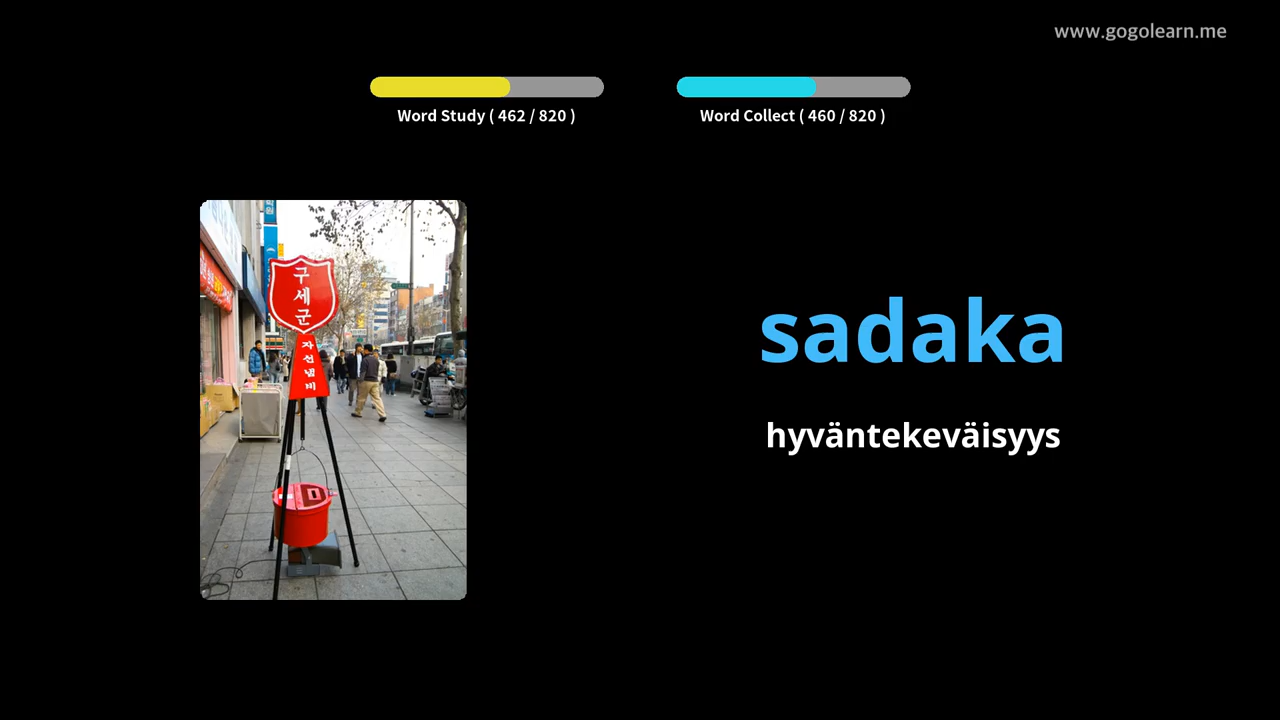 www.gogolearn.me
Word Study ( 462 / 820 )
Word Collect ( 460 / 820 )
구세군
자선냄비
sadaka
hyväntekeväisyys